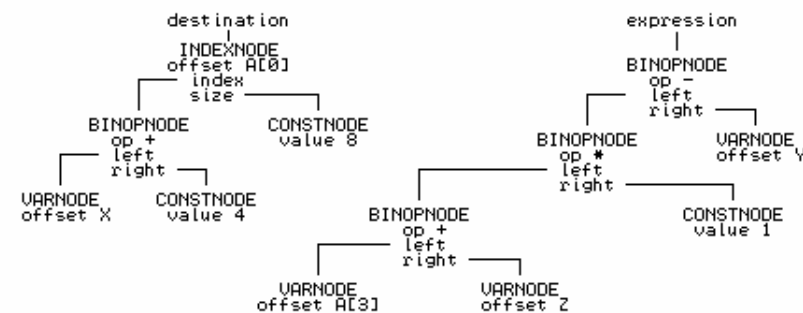 destination expression
INDEXNODE
offset A[0] BINOPNODE
index op -
size left
right
BINOPNODE CONSTNODE BINOPNODE VARNODE
op + value 8 op * offset Y
left left
right right
VARNODE CONSTNODE BINOPNODE CONSTNODE
offset X value 4 op + value 1
left
right
VARNODE VARNODE
offset A[3] offset Z